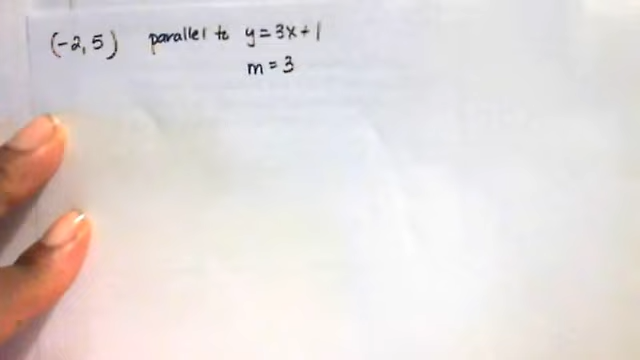 (-2, 5) parallel to y = 3x + 1
m = 3